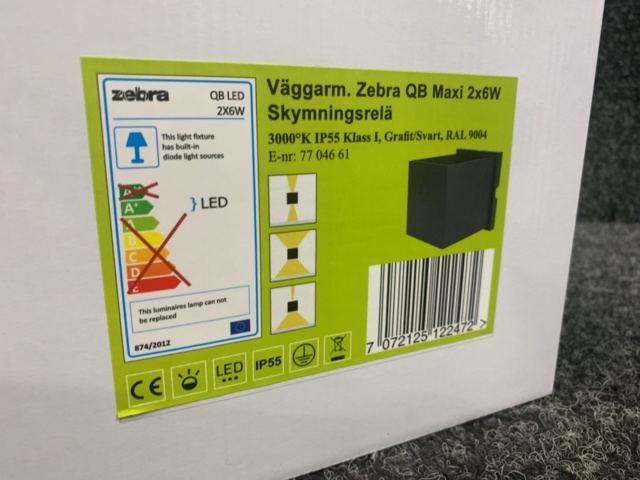 zebra
QB LED
2X6W
This light fixture
has built-in
diode light sources
A+
A
B
C
D
E
LED
This luminaires lamp can not
be replaced
874/2012
Väggarm. Zebra QB Maxi 2x6W
Skymningsrelä
3000°K IP55 Klass I, Grafit/Svart, RAL 9004
E-nr: 77 046 61
7 072125 122472 >
CE
LED
IP55